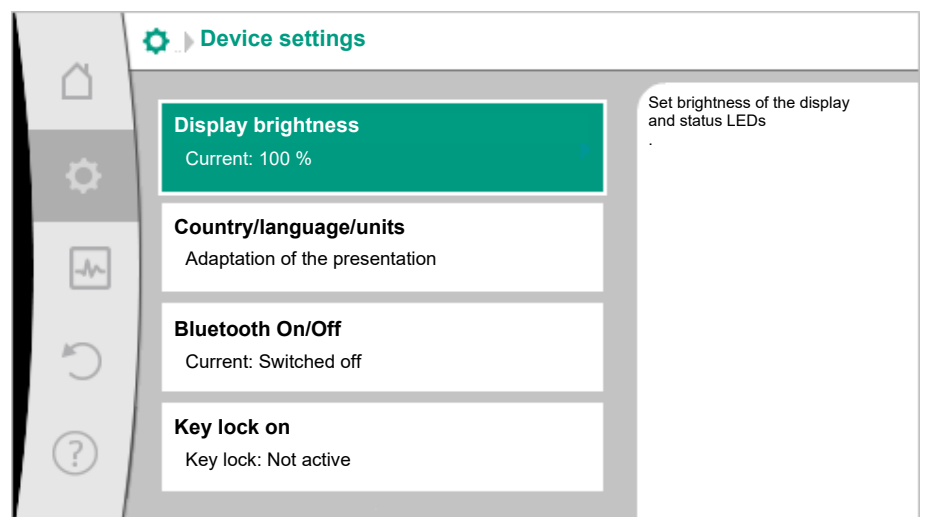 Device settings
Display brightness
Current: 100 %
Country/language/units
Adaptation of the presentation
Bluetooth On/Off
Current: Switched off
Key lock on
Key lock: Not active
Set brightness of the display
and status LEDs
.
?